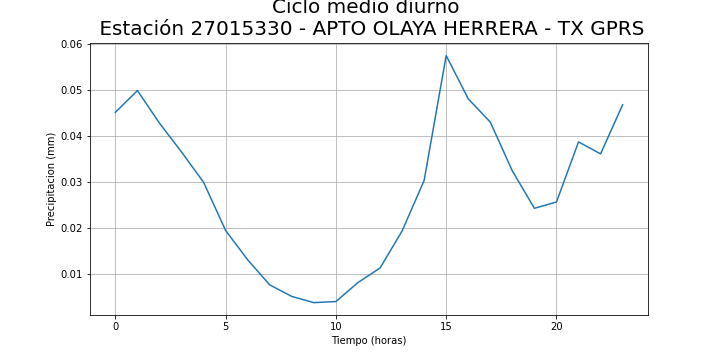 Ciclo medio diurno
Estación 27015330 - APTO OLAYA HERRERA - TX GPRS
0.06
0.05
0.04
0.03
0.02
0.01
Precipitacion (mm)
0 5 10 15 20
Tiempo (horas)